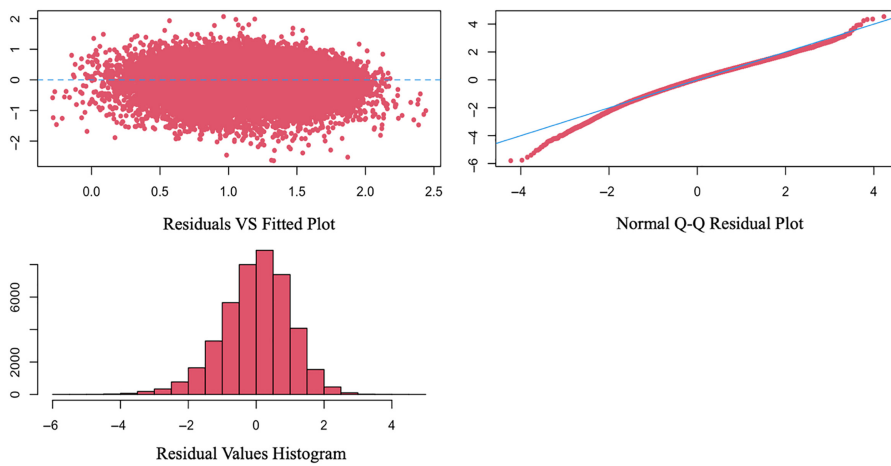 2
1
0
−1
−2
0.0 0.5 1.0 1.5 2.0 2.5
Residuals VS Fitted Plot
4
2
0
−2
−4
−6
−4 −2 0 2 4
Normal Q-Q Residual Plot
6000
2000
0
−6 −4 −2 0 2 4
Residual Values Histogram